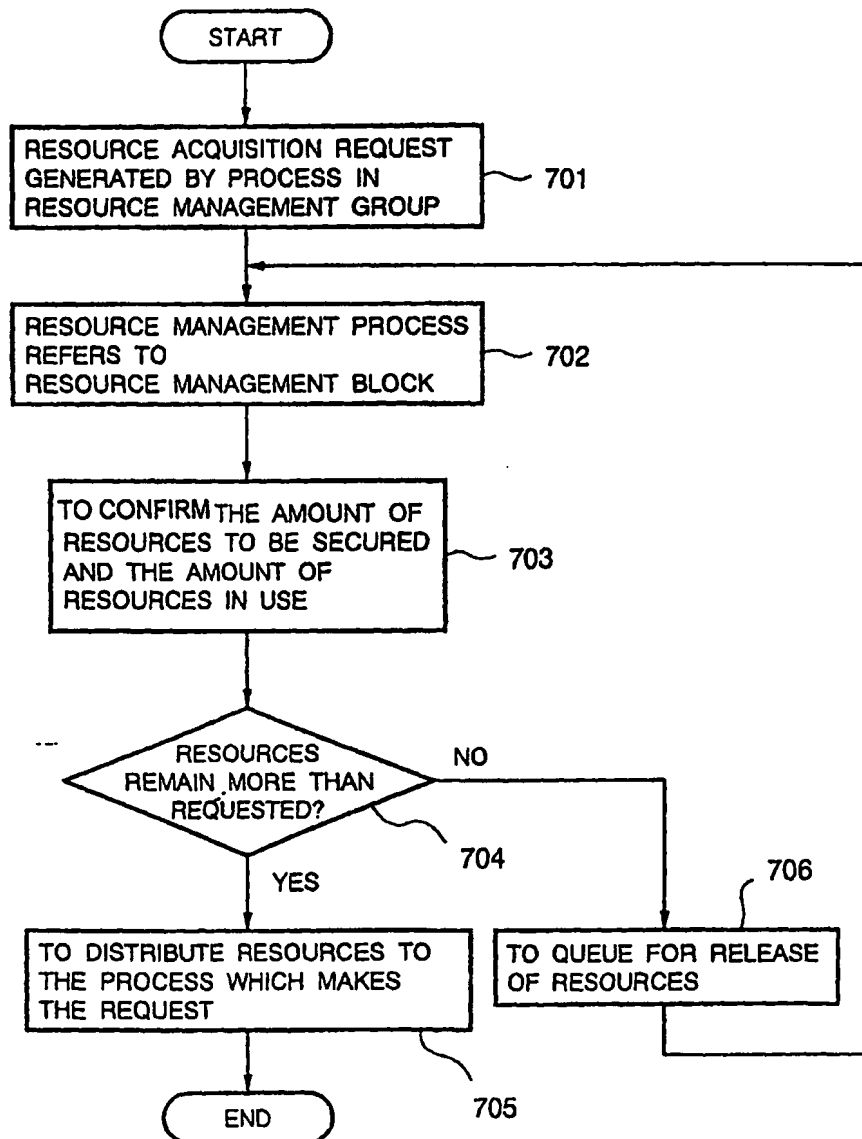 START
RESOURCE ACQUISITION REQUEST
GENERATED BY PROCESS IN
RESOURCE MANAGEMENT GROUP
701
RESOURCE MANAGEMENT PROCESS
REFERS TO
RESOURCE MANAGEMENT BLOCK
702
TO CONFIRM THE AMOUNT OF
RESOURCES TO BE SECURED
AND THE AMOUNT OF
RESOURCES IN USE
703
RESOURCES
REMAIN MORE THAN
REQUESTED?
NO
704
YES
706
TO DISTRIBUTE RESOURCES TO
THE PROCESS WHICH MAKES
THE REQUEST
TO QUEUE FOR RELEASE
OF RESOURCES
705
END